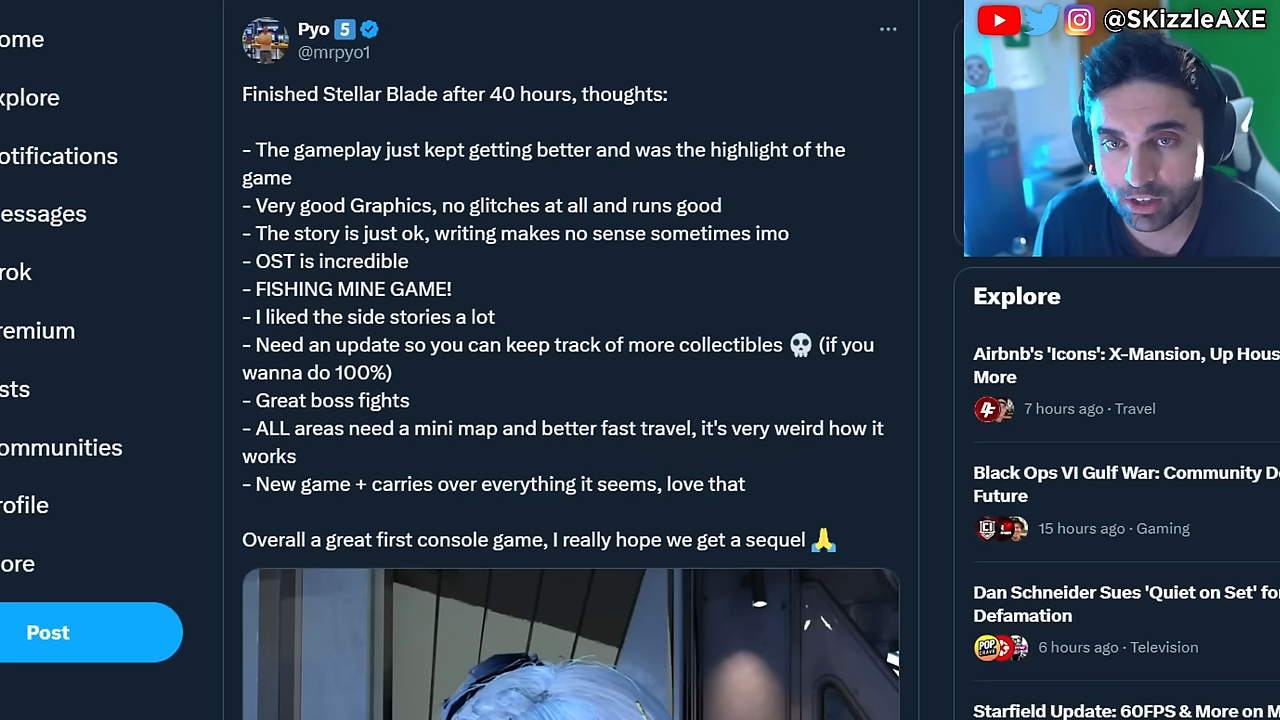 ome
xplore
otifications
essages
rok
remium
sts
ommunities
rofile
ore
Post
Pyo 5
@mrpyo1
Finished Stellar Blade after 40 hours, thoughts:
- The gameplay just kept getting better and was the highlight of the
game
- Very good Graphics, no glitches at all and runs good
- The story is just ok, writing makes no sense sometimes imo
- OST is incredible
- FISHING MINE GAME!
- I liked the side stories a lot
- Need an update so you can keep track of more collectibles 💀 (if you
wanna do 100%)
- Great boss fights
- ALL areas need a mini map and better fast travel, it's very weird how it
works
- New game + carries over everything it seems, love that
Overall a great first console game, I really hope we get a sequel 🙏
@SKizzleAXE
Explore
Airbnb's 'Icons': X-Mansion, Up Hous
More
7 hours ago · Travel
Black Ops VI Gulf War: Community De
Future
15 hours ago · Gaming
Dan Schneider Sues 'Quiet on Set' fo
Defamation
6 hours ago · Television
Starfield Update: 60FPS & More on M